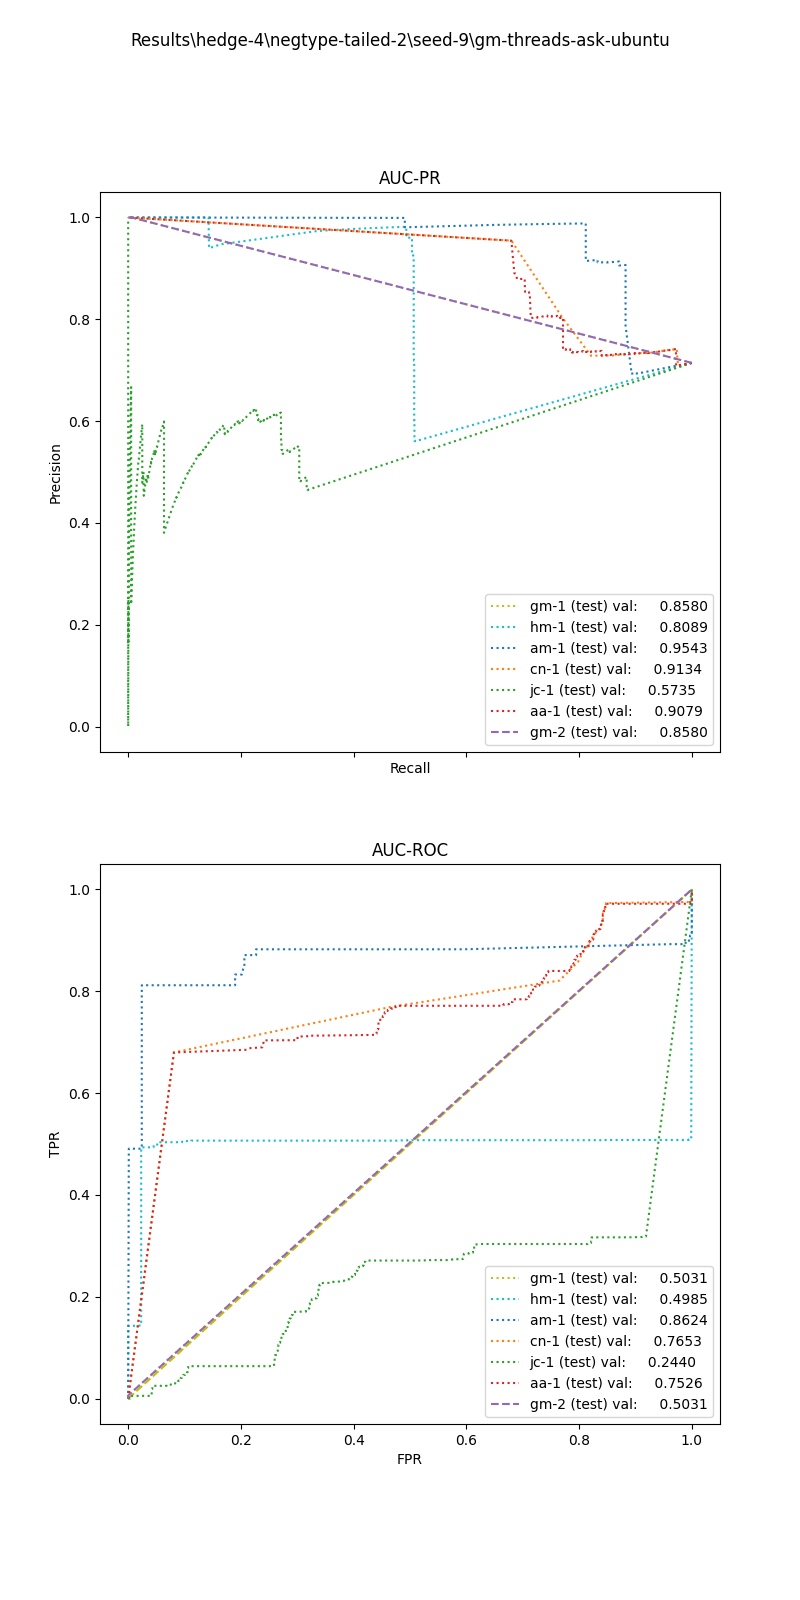 Results\hedge-4\negtype-tailed-2\seed-9\gm-threads-ask-ubuntu
AUC-PR
1.0
0.8
0.6
0.4
0.2
0.0
Precision
gm-1 (test) val: 0.8580
hm-1 (test) val: 0.8089
am-1 (test) val: 0.9543
cn-1 (test) val: 0.9134
jc-1 (test) val: 0.5735
aa-1 (test) val: 0.9079
gm-2 (test) val: 0.8580
Recall
AUC-ROC
1.0
0.8
0.6
0.4
0.2
0.0
TPR
gm-1 (test) val: 0.5031
hm-1 (test) val: 0.4985
am-1 (test) val: 0.8624
cn-1 (test) val: 0.7653
jc-1 (test) val: 0.2440
aa-1 (test) val: 0.7526
gm-2 (test) val: 0.5031
0.0 0.2 0.4 0.6 0.8 1.0
FPR